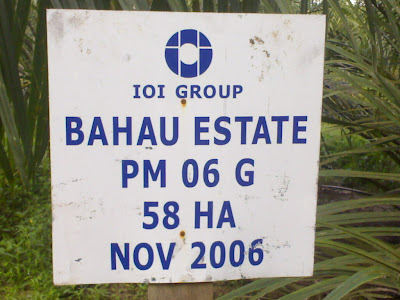 IOI GROUP
BAHAU ESTATE
PM 06 G
58 HA
NOV 2006